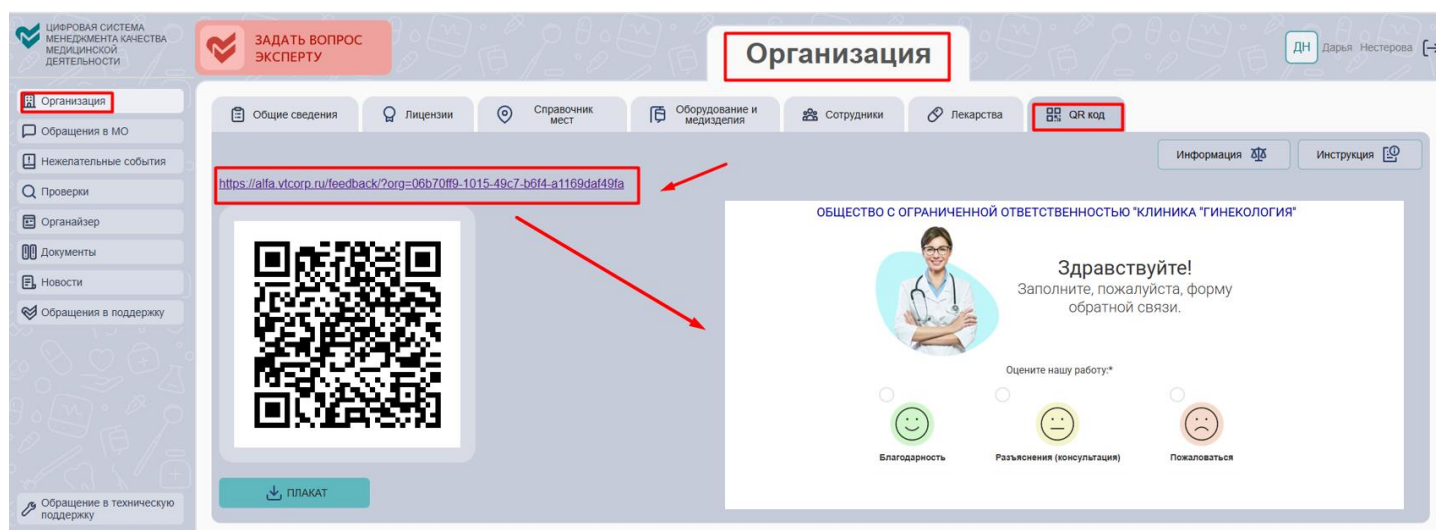 ЦИФРОВАЯ СИСТЕМА
МЕНЕДЖМЕНТА КАЧЕСТВА
МЕДИЦИНСКОЙ
ДЕЯТЕЛЬНОСТИ
ЗАДАТЬ ВОПРОС
ЭКСПЕРТУ
Организация
ДН Дарья Нестерова
Организация
Обращения в МО
Нежелательные события
Проверки
Органайзер
Документы
Новости
Обращения в поддержку
Обращение в техническую
поддержку
Общие сведения
Лицензии
Справочник
мест
Оборудование и
медизделия
Сотрудники
Лекарства
QR код
Информация
Инструкция
https://alfa.vtcorp.ru/feedback/?org=06b70ff9-1015-49c7-b6f4-a1169daf49fa
ПЛАКАТ
ОБЩЕСТВО С ОГРАНИЧЕННОЙ ОТВЕТСТВЕННОСТЬЮ "КЛИНИКА "ГИНЕКОЛОГИЯ"
Здравствуйте!
Заполните, пожалуйста, форму
обратной связи.
Оцените нашу работу:*
Благодарность
Разъяснения (консультация)
Пожаловаться